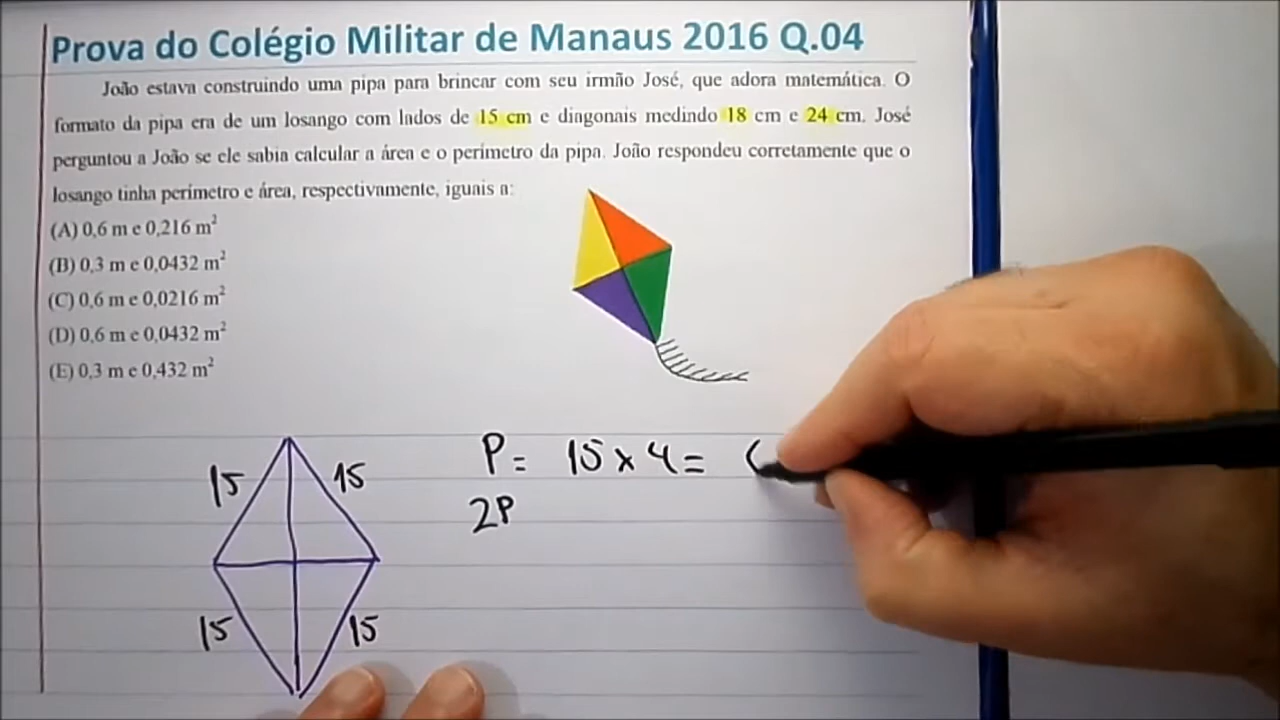 Prova do Colégio Militar de Manaus 2016 Q.04
João estava construindo uma pipa para brincar com seu irmão José, que adora matemática. O
formato da pipa era de um losango com lados de 15 cm e diagonais medindo 18 cm e 24 cm. José
perguntou a João se ele sabia calcular a área e o perímetro da pipa. João respondeu corretamente que o
losango tinha perímetro e área, respectivamente, iguais a:
(A) 0,6 m e 0,216 m²
(B) 0,3 m e 0,0432 m²
(C) 0,6 m e 0,0216 m²
(D) 0,6 m e 0,0432 m²
(E) 0,3 m e 0,432 m²
15 15
P = 15 x 4 =
2P
15 15